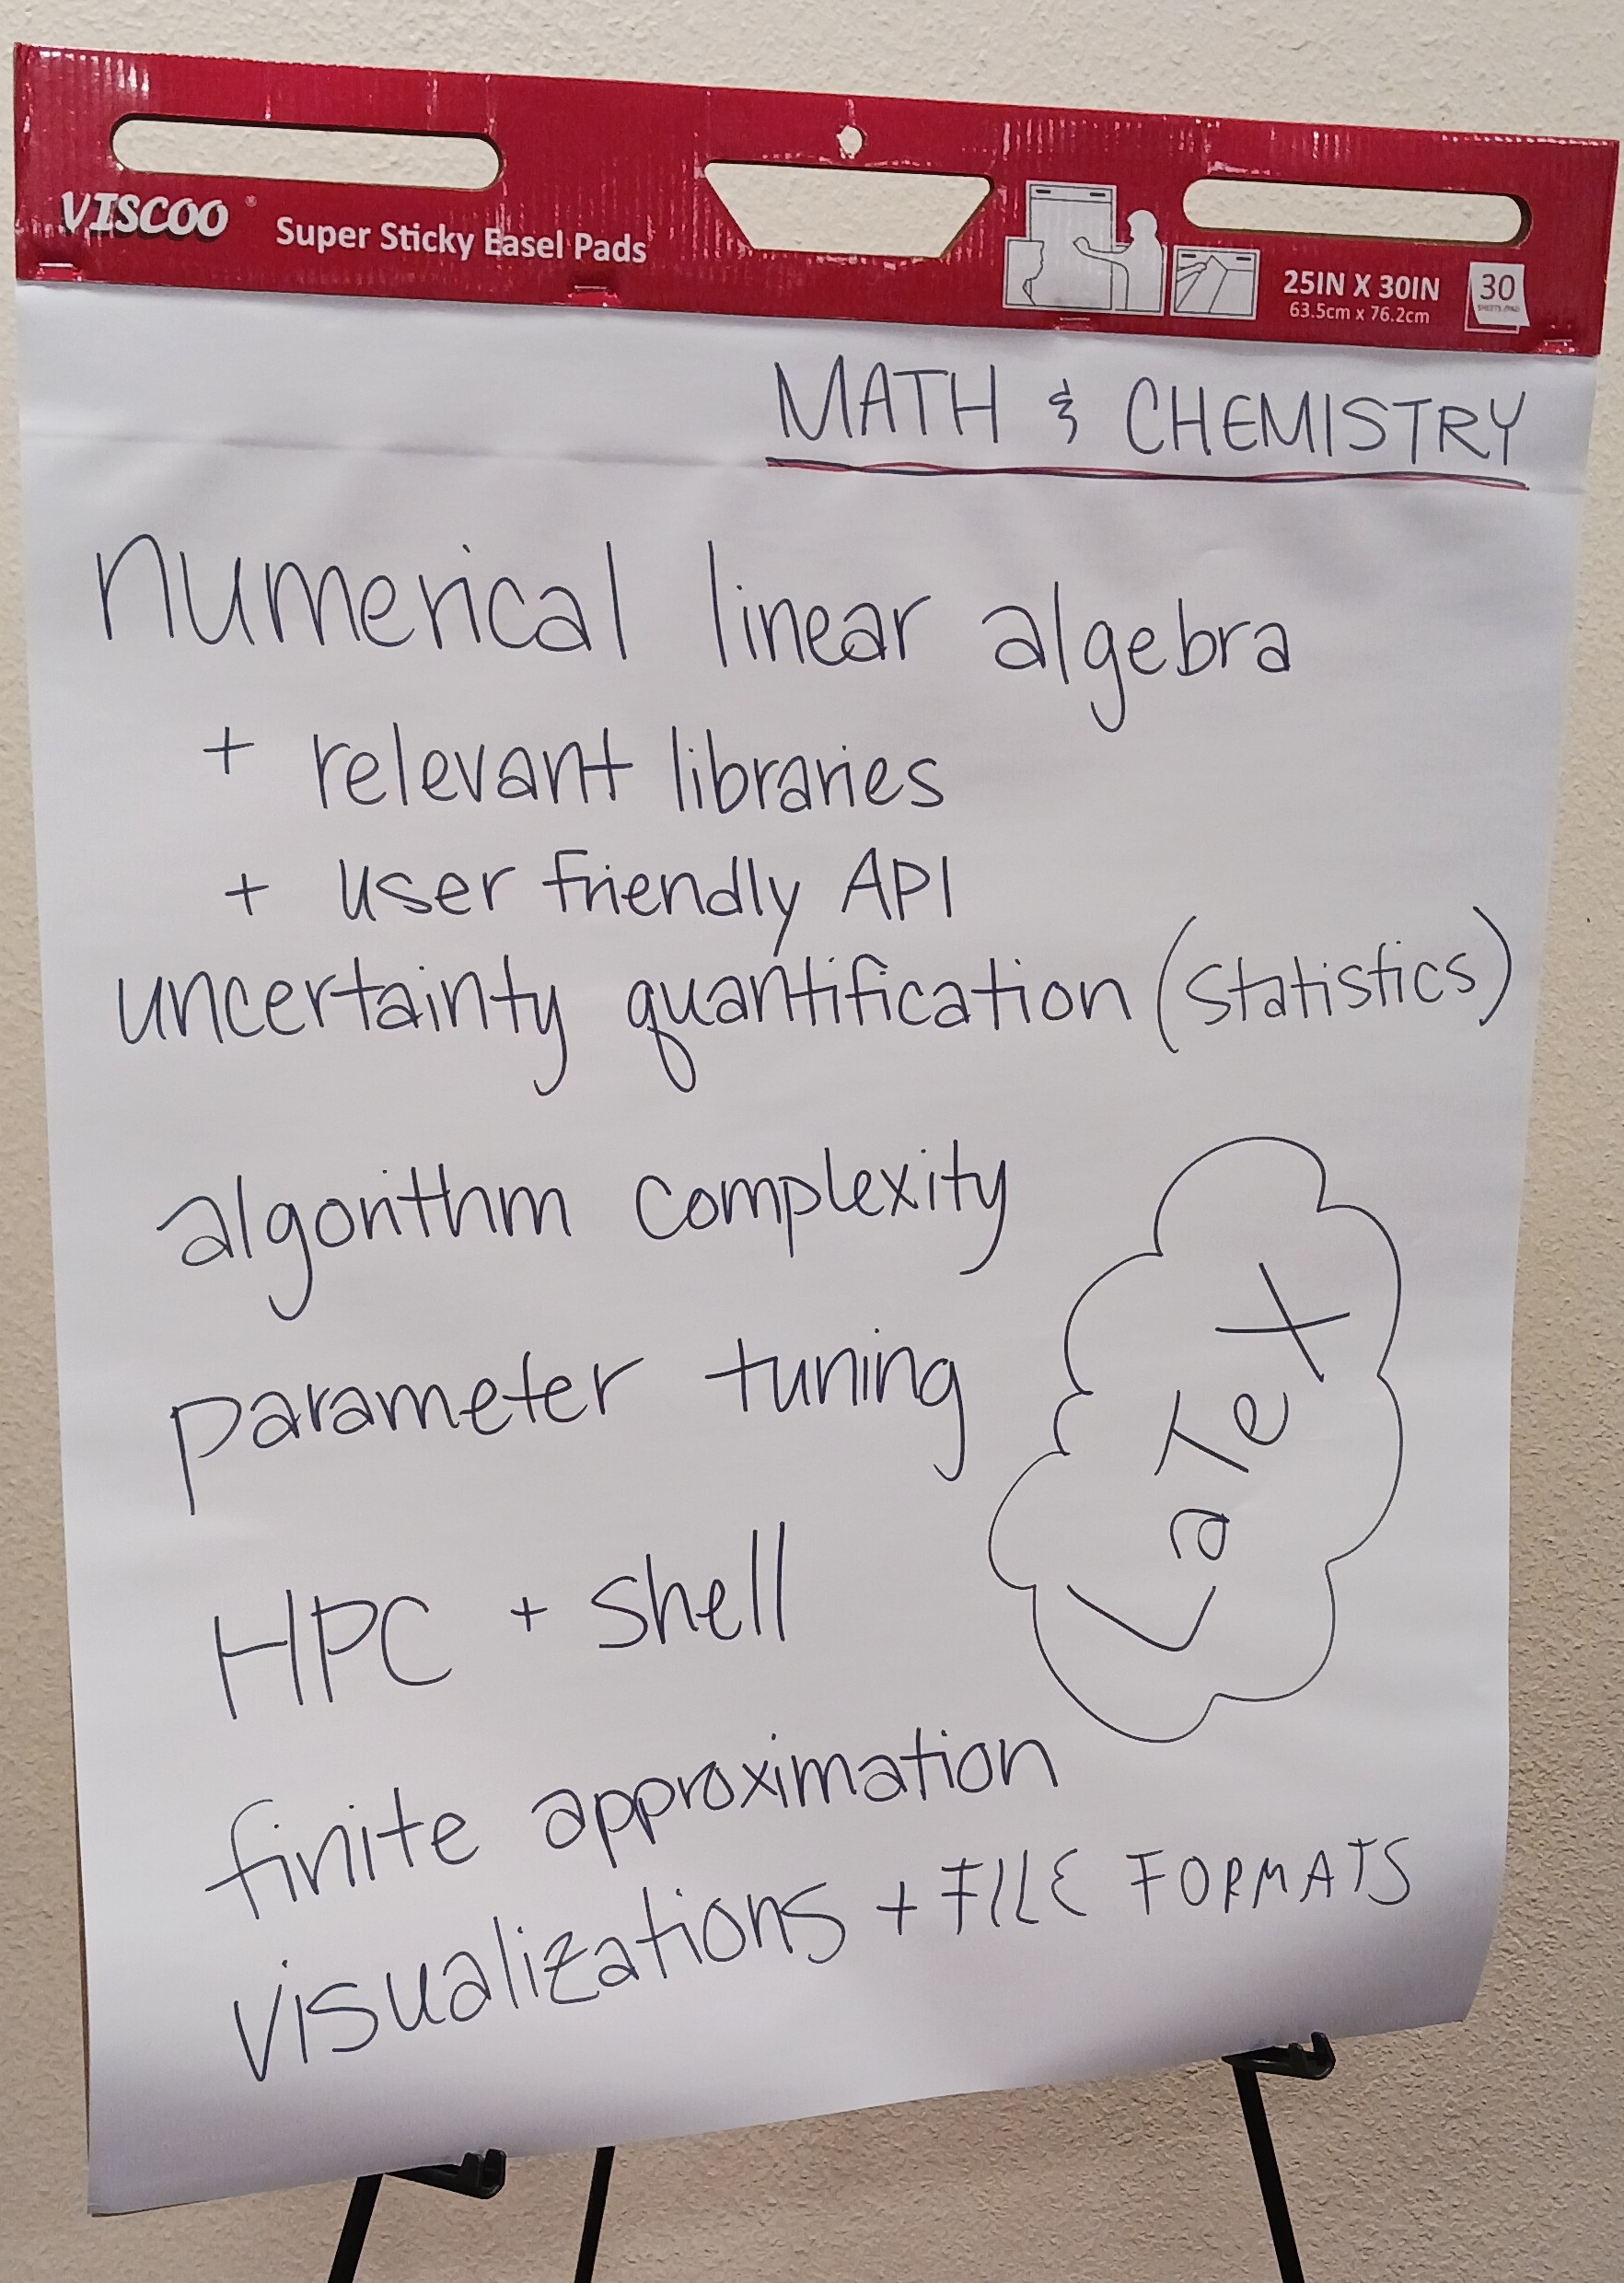 VISCOO® Super Sticky Easel Pads
25IN X 30IN
63.5cm x 76.2cm
30
SHEETS/PAD
MATH & CHEMISTRY
numerical linear algebra
+ relevant libraries
+ user friendly API
uncertainty quantification (statistics)
algorithm complexity
parameter tuning
LaTeX
HPC + shell
finite approximation
visualizations + FILE FORMATS